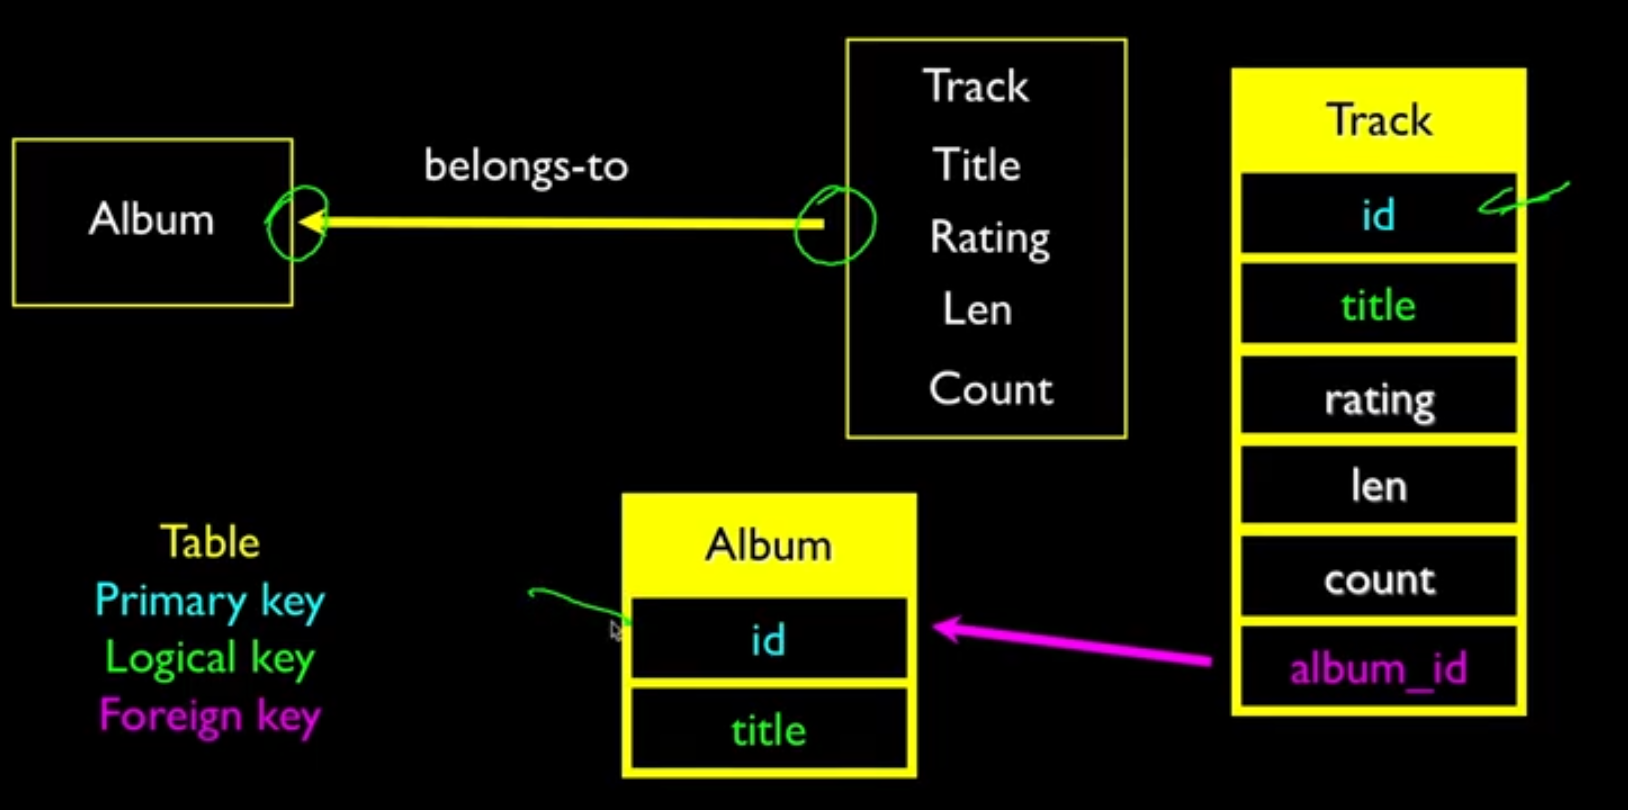 Album
belongs-to
Track
Title
Rating
Len
Count
Track
id
title
rating
len
count
album_id
Album
id
title
Table
Primary key
Logical key
Foreign key